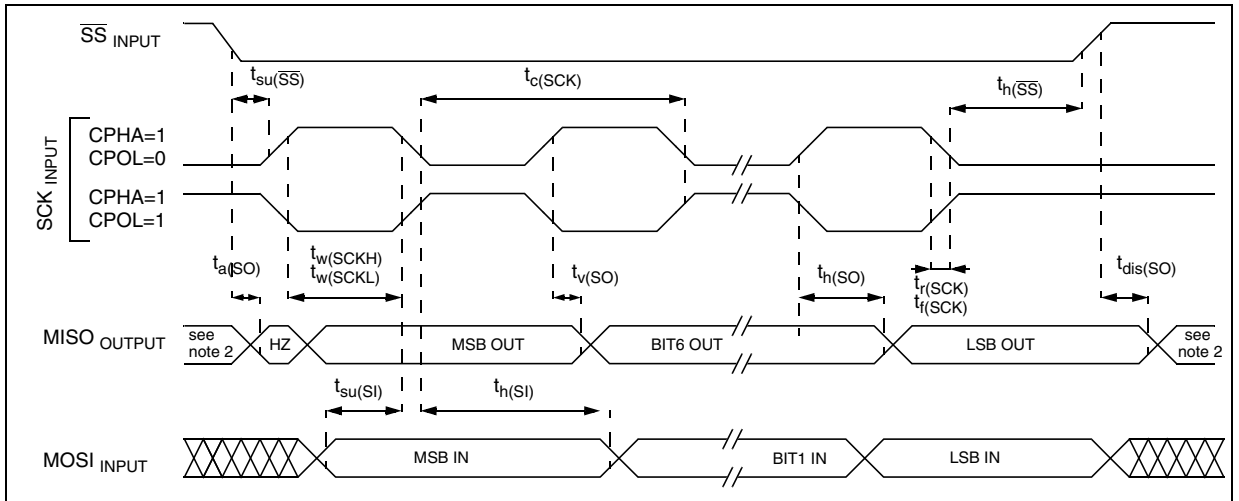 SS INPUT
tsu(SS)
tc(SCK)
th(SS)
SCK INPUT
CPHA=1
CPOL=0
CPHA=1
CPOL=1
ta(SO)
tw(SCKH)
tw(SCKL)
tv(SO)
th(SO)
tr(SCK)
tf(SCK)
tdis(SO)
MISO OUTPUT
see note 2
HZ
MSB OUT
BIT6 OUT
LSB OUT
see note 2
tsu(SI)
th(SI)
MOSI INPUT
MSB IN
BIT1 IN
LSB IN